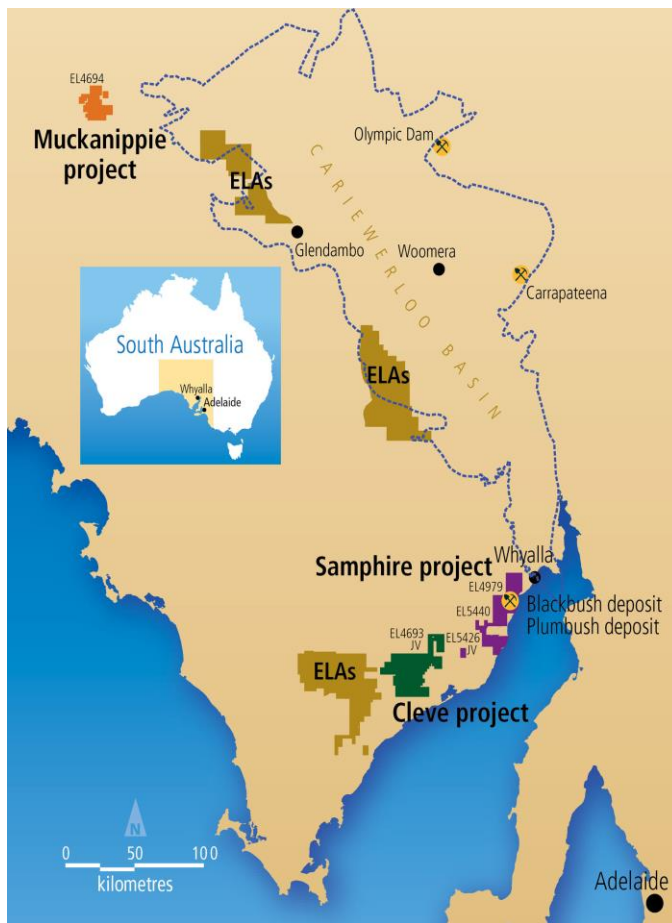 EL4694
Muckanippie
project
Olympic Dam
ELAs
CARIEWERLOO BASIN
Glendambo
Woomera
Carrapateena
South Australia
Whyalla
Adelaide
ELAs
Samphire project
Whyalla
EL4979
Blackbush deposit
Plumbush deposit
EL5440
EL4693
JV
EL5426
JV
ELAs
Cleve project
N
0 50 100
kilometres
Adelaide